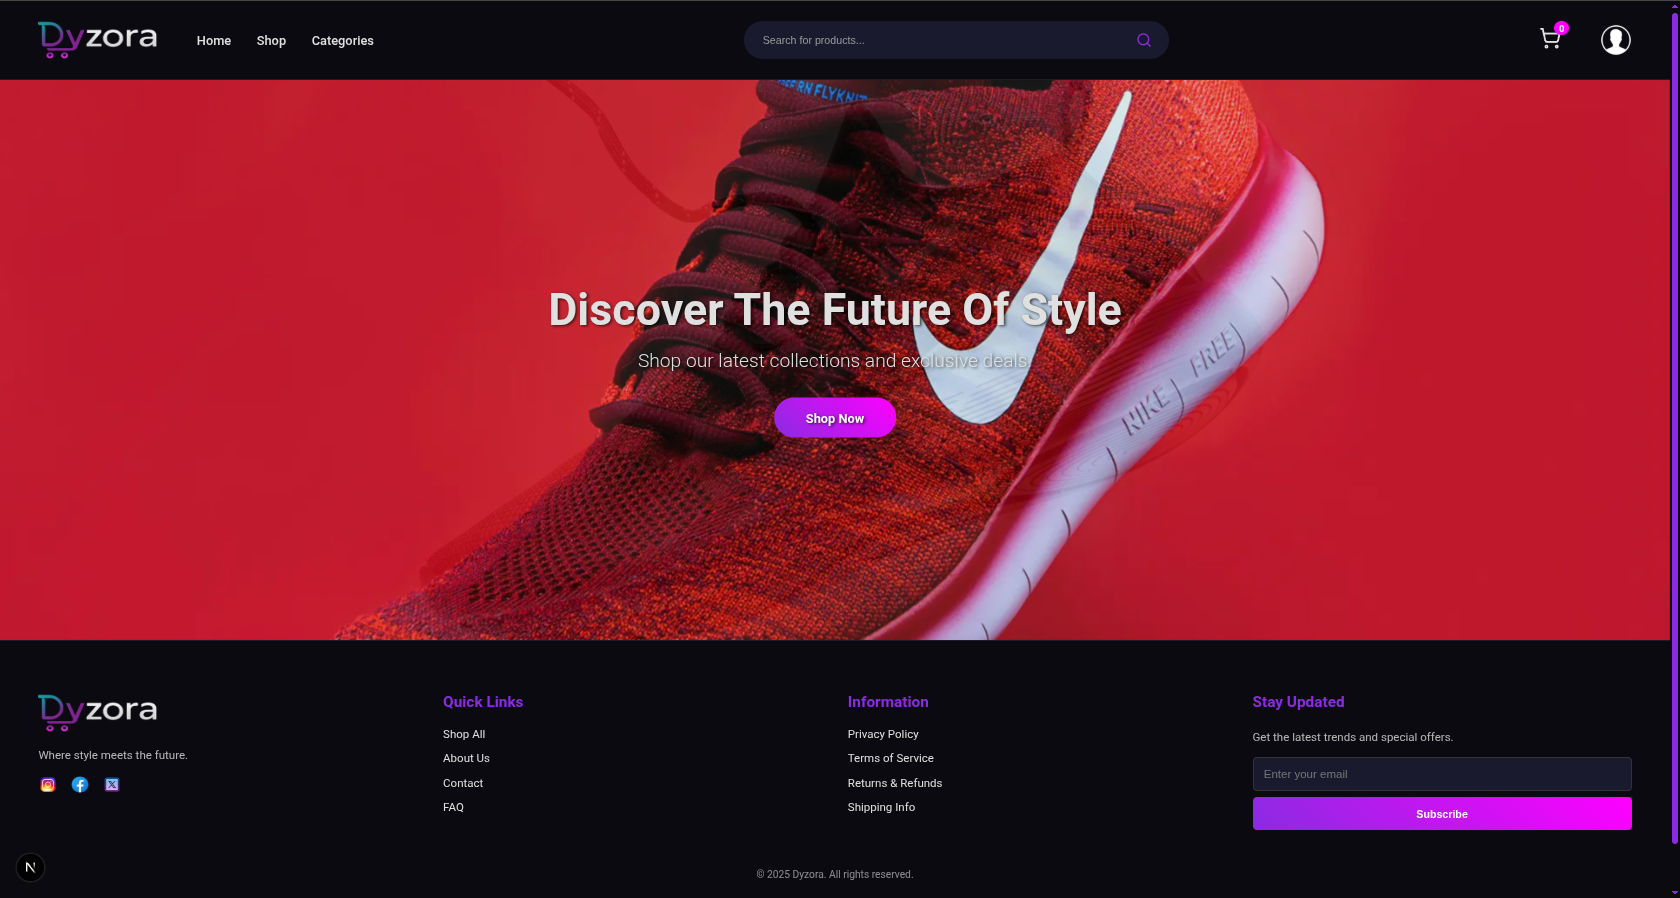 Dyzora
Home
Shop
Categories
Search for products...
0
FREE RN FLYKNIT
Discover The Future Of Style
Shop our latest collections and exclusive deals.
Shop Now
NIKE FREE
Dyzora
Where style meets the future.
Quick Links
Shop All
About Us
Contact
FAQ
Information
Privacy Policy
Terms of Service
Returns & Refunds
Shipping Info
Stay Updated
Get the latest trends and special offers.
Enter your email
Subscribe
N
© 2025 Dyzora. All rights reserved.